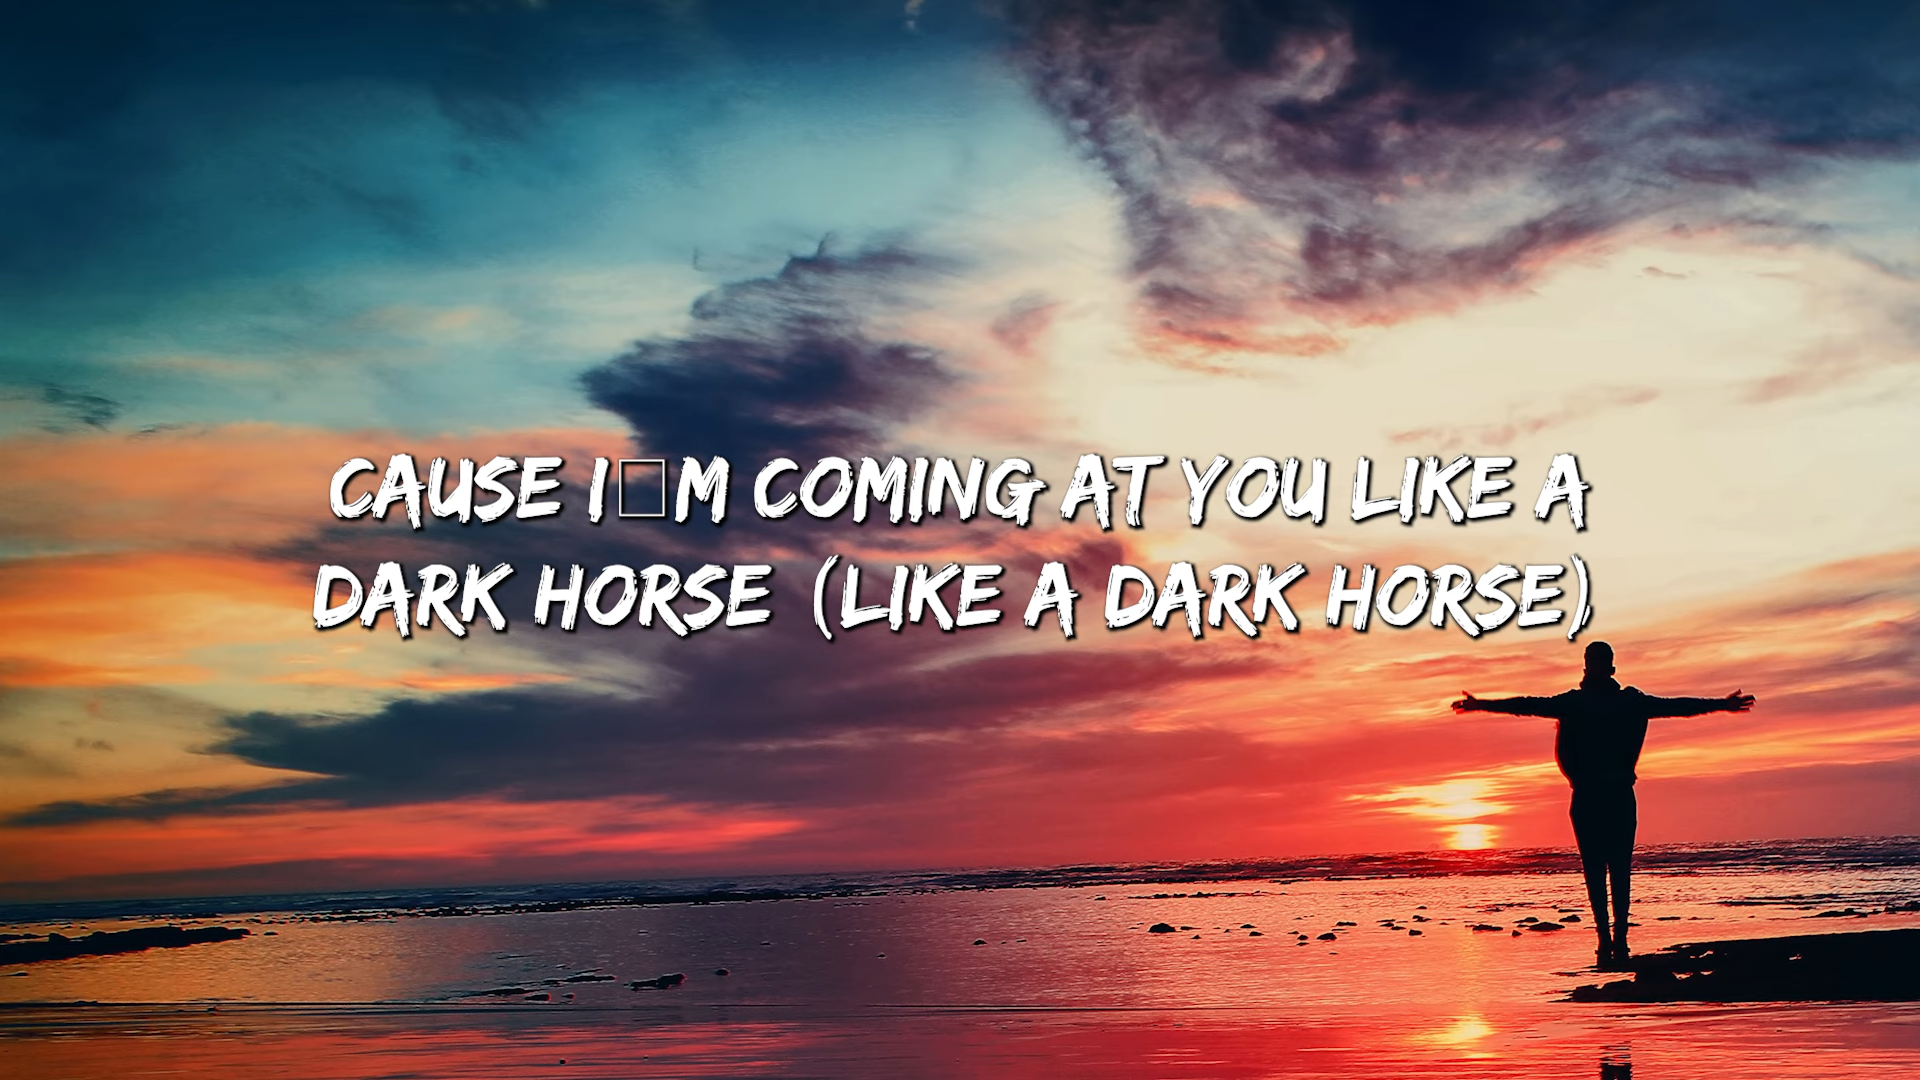 CAUSE I□M COMING AT YOU LIKE A
DARK HORSE (LIKE A DARK HORSE)